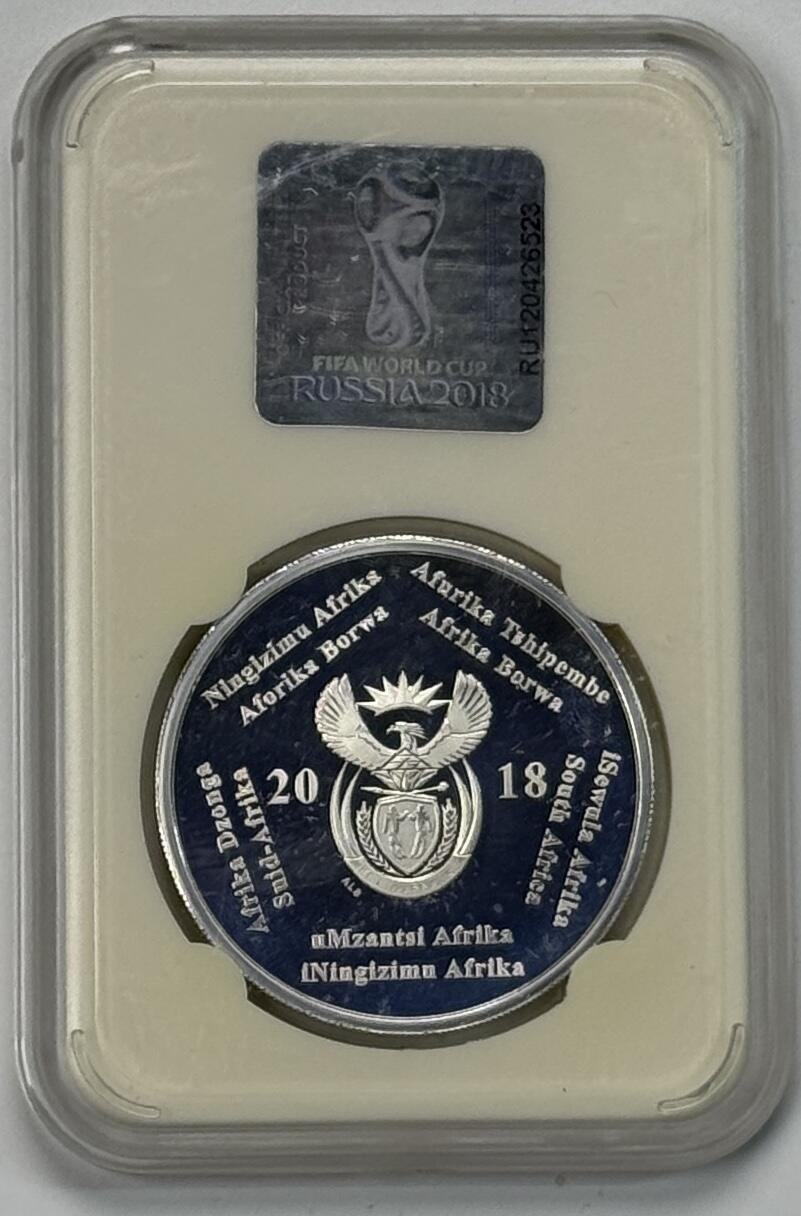 FIFA WORLD CUP
RUSSIA 2018
RU120426523
Ningizimu Afrika
Aforika Borwa
Afurika Tshipembe
Afrika Borwa
Afrika Dzonga
Suid-Afrika
20 18
iSewula Afrika
South Africa
ALS
uMzantsi Afrika
iNingizimu Afrika